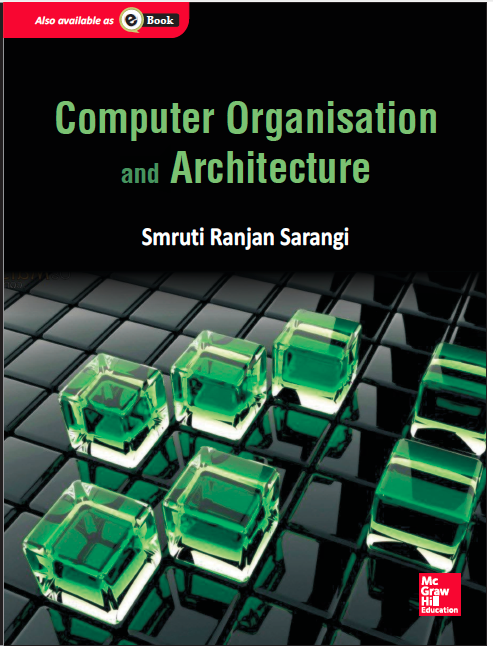 Also available as e Book
Computer Organisation
and Architecture
Smruti Ranjan Sarangi
Mc
Graw
Hill
Education